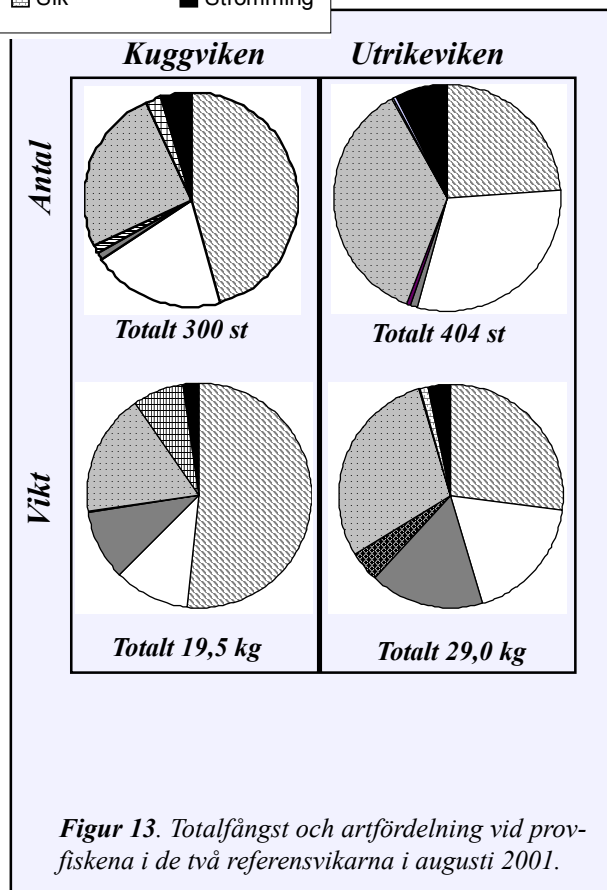 Sik Strömming
Kuggviken Utrikeviken
Antal
Totalt 300 st Totalt 404 st
Vikt
Totalt 19,5 kg Totalt 29,0 kg
Figur 13. Totalfångst och artfördelning vid prov-
fiskena i de två referensvikarna i augusti 2001.